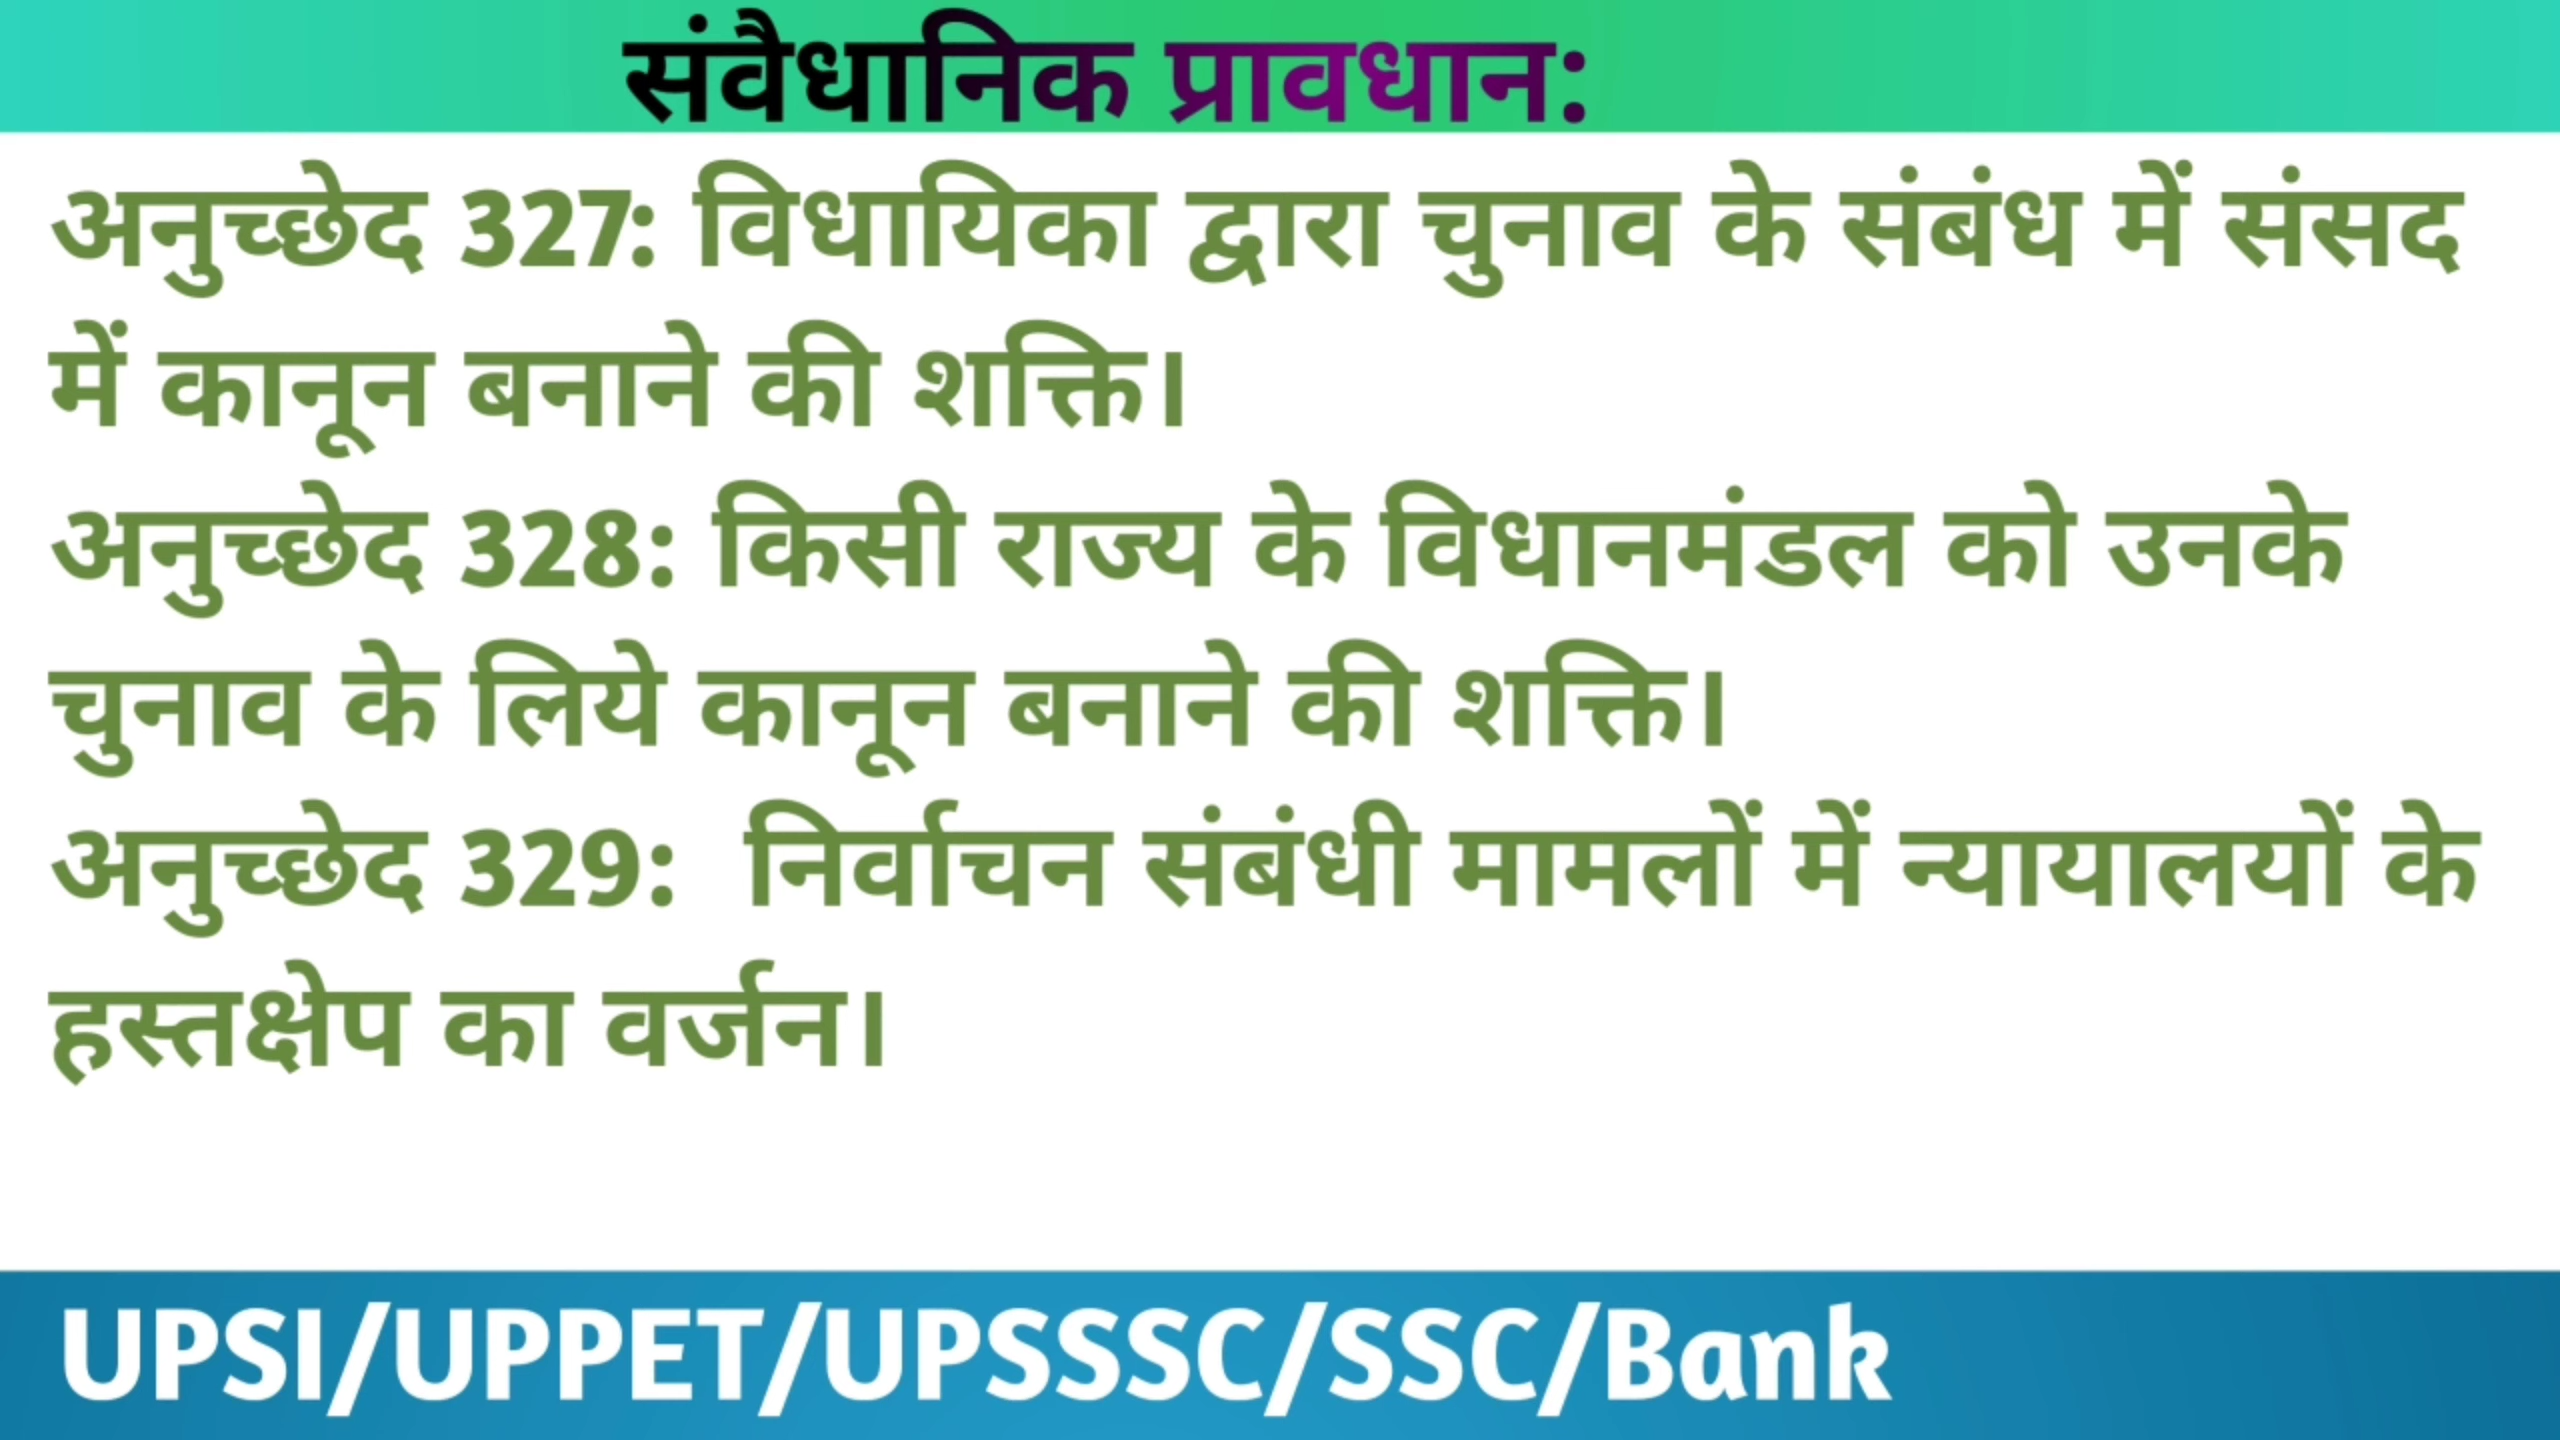 संवैधानिक प्रावधान:
अनुच्छेद 327: विधायिका द्वारा चुनाव के संबंध में संसद
में कानून बनाने की शक्ति।
अनुच्छेद 328: किसी राज्य के विधानमंडल को उनके
चुनाव के लिये कानून बनाने की शक्ति।
अनुच्छेद 329: निर्वाचन संबंधी मामलों में न्यायालयों के
हस्तक्षेप का वर्जन।
UPSI/UPPET/UPSSSC/SSC/Bank